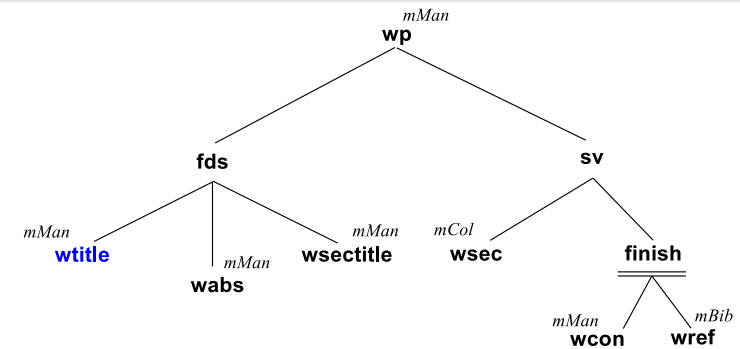 mMan
wp
fds
sv
mMan
wtitle
mMan
wabs
mMan
wsectitle
mCol
wsec
finish
mMan
wcon
mBib
wref